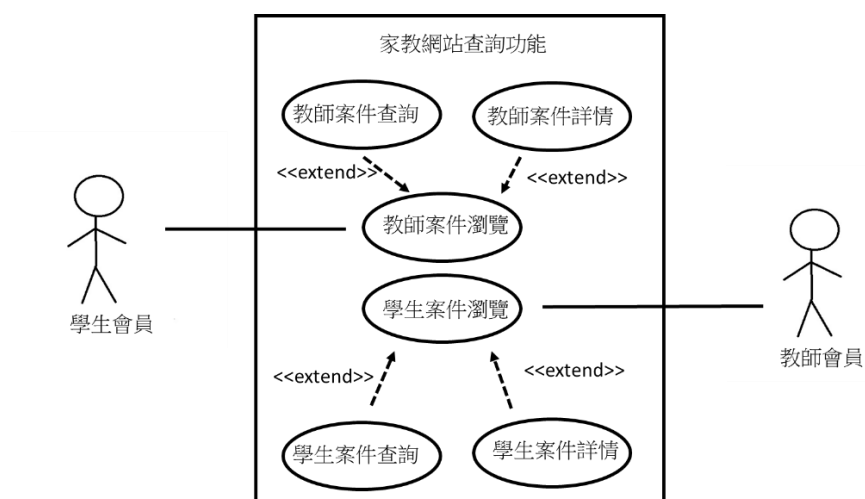 家教網站查詢功能
教師案件查詢
教師案件詳情
<<extend>>
<<extend>>
教師案件瀏覽
學生會員
學生案件瀏覽
教師會員
<<extend>>
<<extend>>
學生案件查詢
學生案件詳情